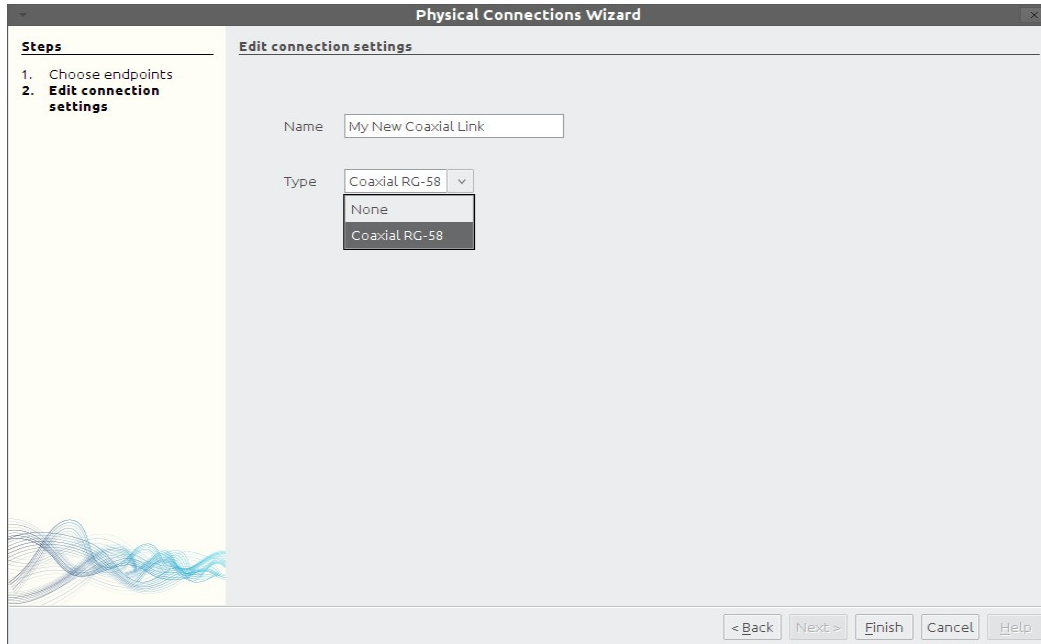 Physical Connections Wizard
Steps
1. Choose endpoints
2. Edit connection
settings
Edit connection settings
Name My New Coaxial Link
Type Coaxial RG-58
None
Coaxial RG-58
< Back Next > Finish Cancel Help